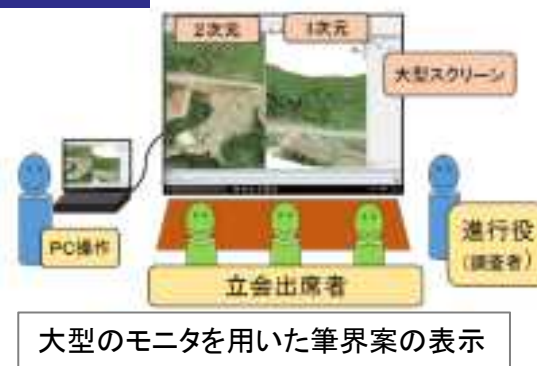 2次元
1次元
大型スクリーン
PC操作
進行役
(調査者)
立会出席者
大型のモニタを用いた筆界案の表示